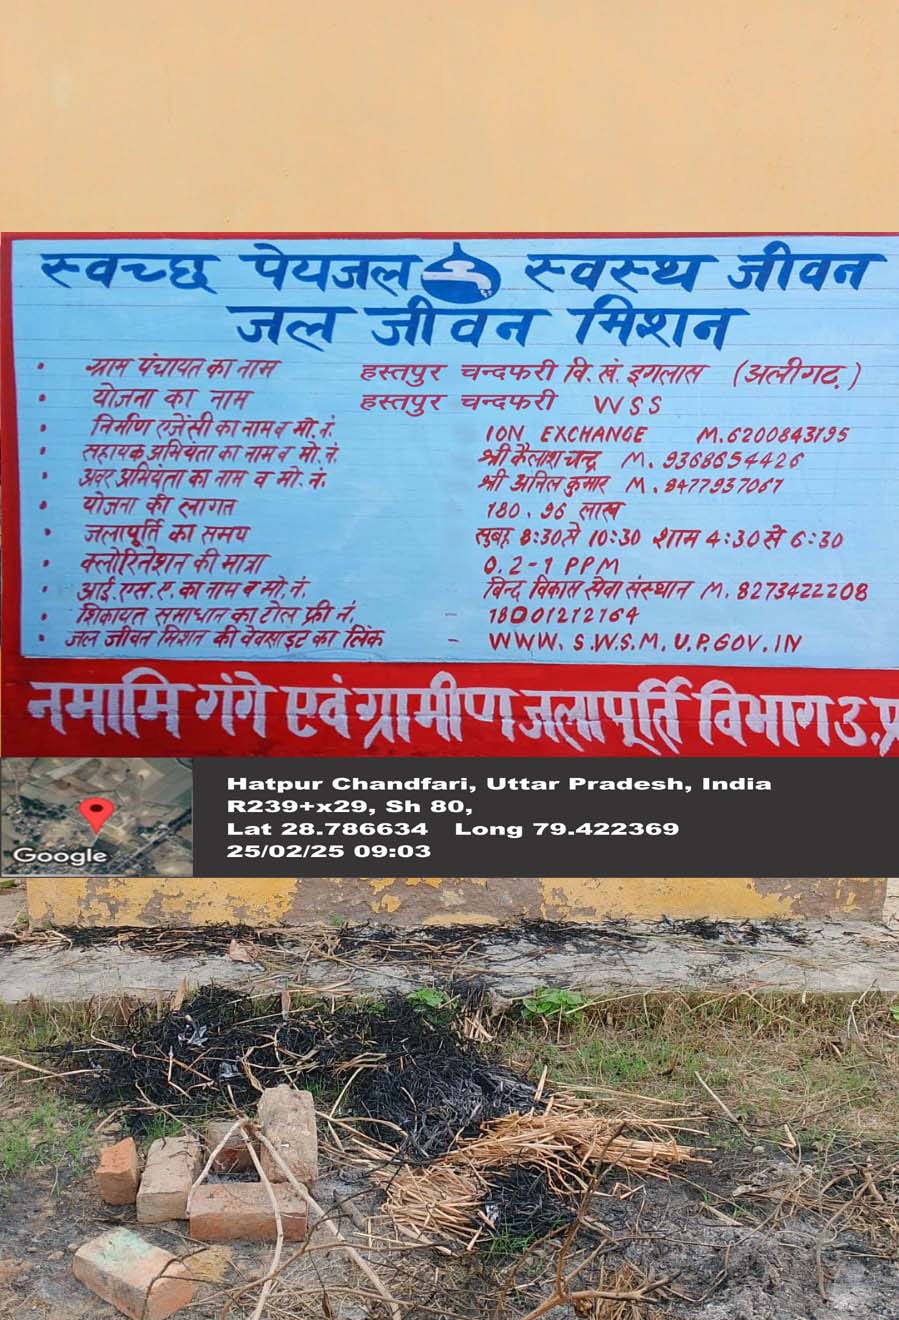 स्वच्छ पेयजल स्वस्थ जीवन
जल जीवन मिशन
• ग्राम पंचायत का नाम हस्तपुर चन्दफरी वि.खं. इगलास (अलीगढ़)
• योजना का नाम हस्तपुर चन्दफरी WSS
• निर्माण एजेंसी का नाम व मो.नं. ION EXCHANGE M.6200843195
• सहायक अभियंता का नाम व मो.नं. श्री कैलाश चन्द्र M. 9368654426
• अवर अभियंता का नाम व मो.नं. श्री अनिल कुमार M. 8477937067
• योजना की लागत 180.96 लाख
• जलापूर्ति का समय सुबह 8:30 से 10:30 शाम 4:30 से 6:30
• क्लोरिनेशन की मात्रा 0.2-1 PPM
• आई.एस.ए. का नाम व मो.नं. बिन्दु विकास सेवा संस्थान M. 8273422208
• शिकायत समाधान का टोल फ्री नं. - 18001212164
• जल जीवन मिशन की वेबसाइट का लिंक - WWW.S.W.S.M.U.P.GOV.IN
नमामि गंगे एवं ग्रामीण जलापूर्ति विभाग उ.प्र
Google
Hatpur Chandfari, Uttar Pradesh, India
R239+x29, Sh 80,
Lat 28.786634 Long 79.422369
25/02/25 09:03